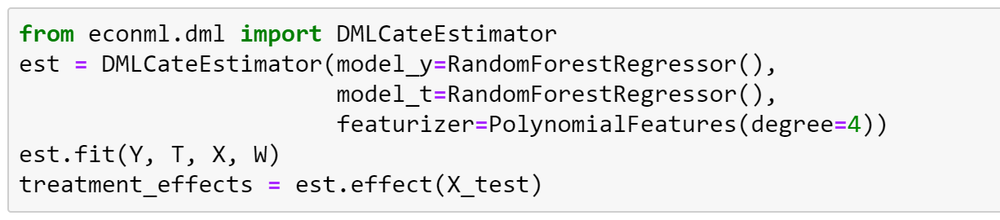 from econml.dml import DMLCateEstimator
est = DMLCateEstimator(model_y=RandomForestRegressor(),
                       model_t=RandomForestRegressor(),
                       featurizer=PolynomialFeatures(degree=4))
est.fit(Y, T, X, W)
treatment_effects = est.effect(X_test)